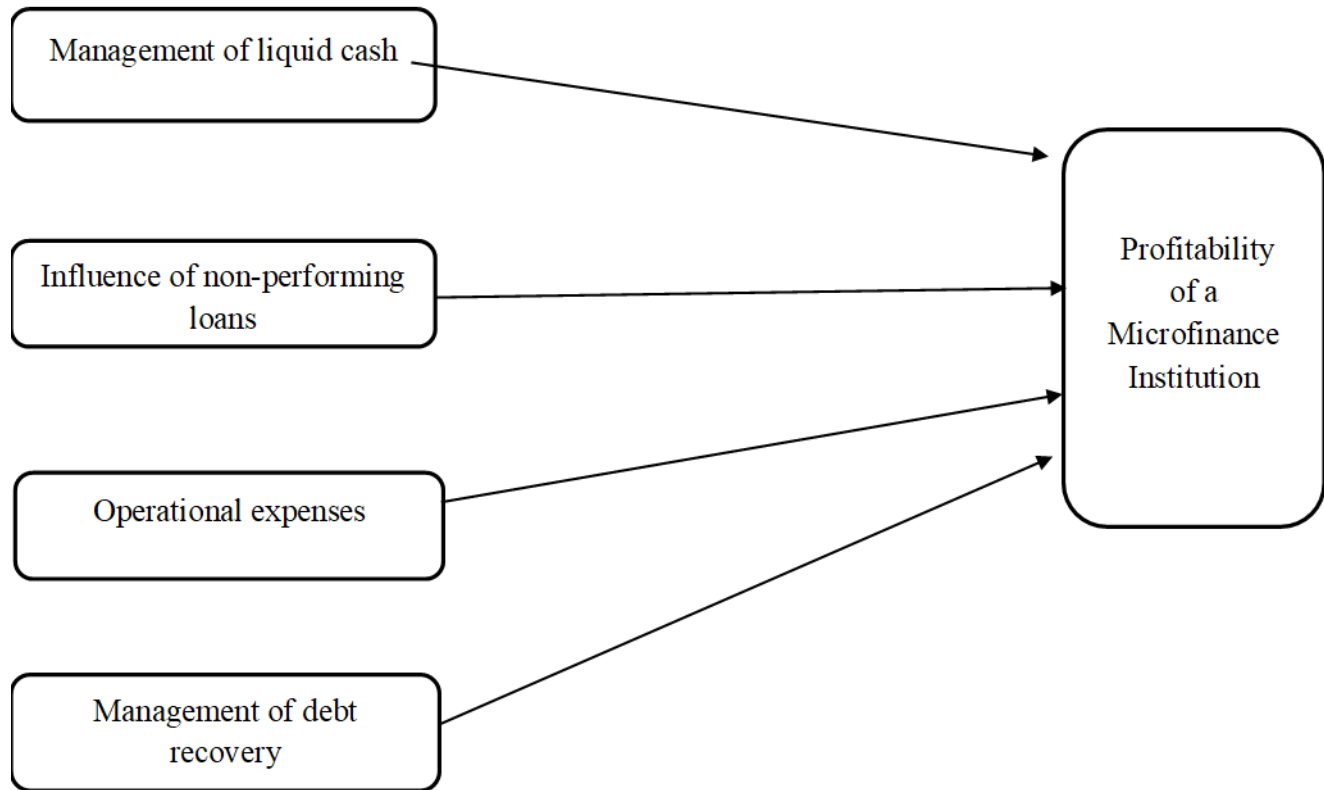 Management of liquid cash
Influence of non-performing
loans
Operational expenses
Management of debt
recovery
Profitability
of a
Microfinance
Institution